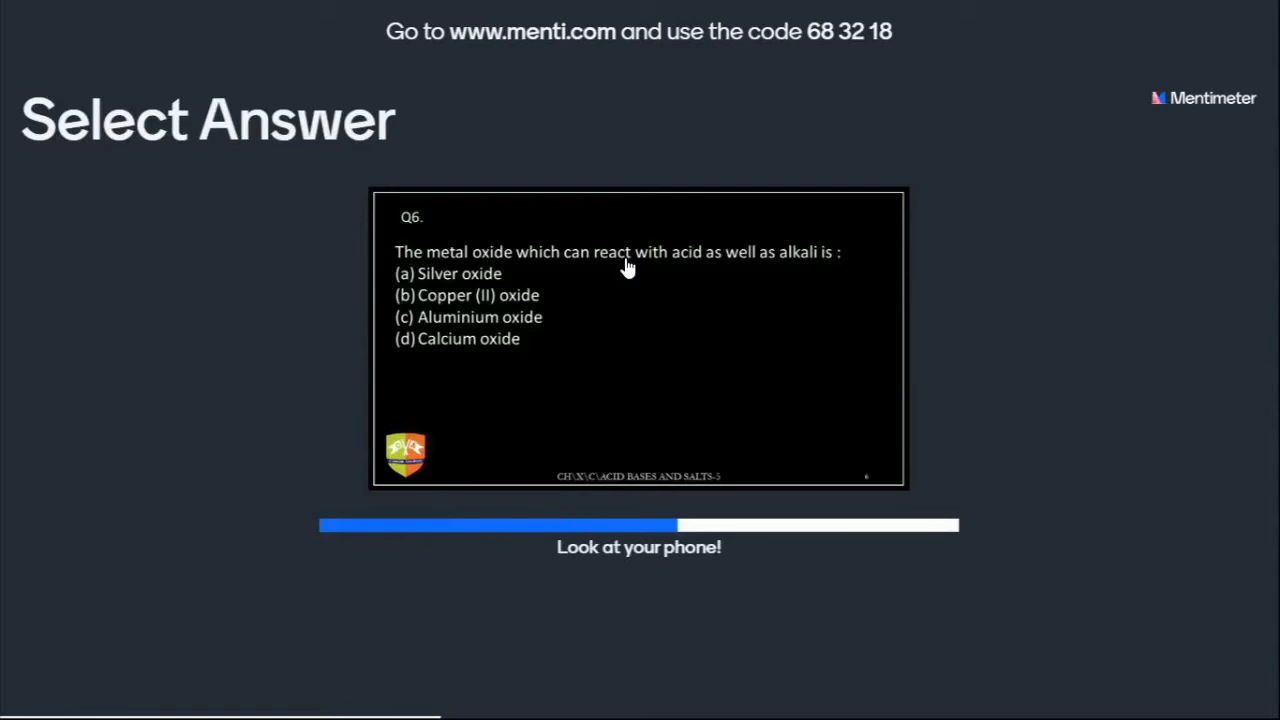 Go to www.menti.com and use the code 68 32 18
Select Answer
Mentimeter
Q6.
The metal oxide which can react with acid as well as alkali is :
(a) Silver oxide
(b) Copper (II) oxide
(c) Aluminium oxide
(d) Calcium oxide
CH\X\C\ACID BASES AND SALTS-5
6
Look at your phone!